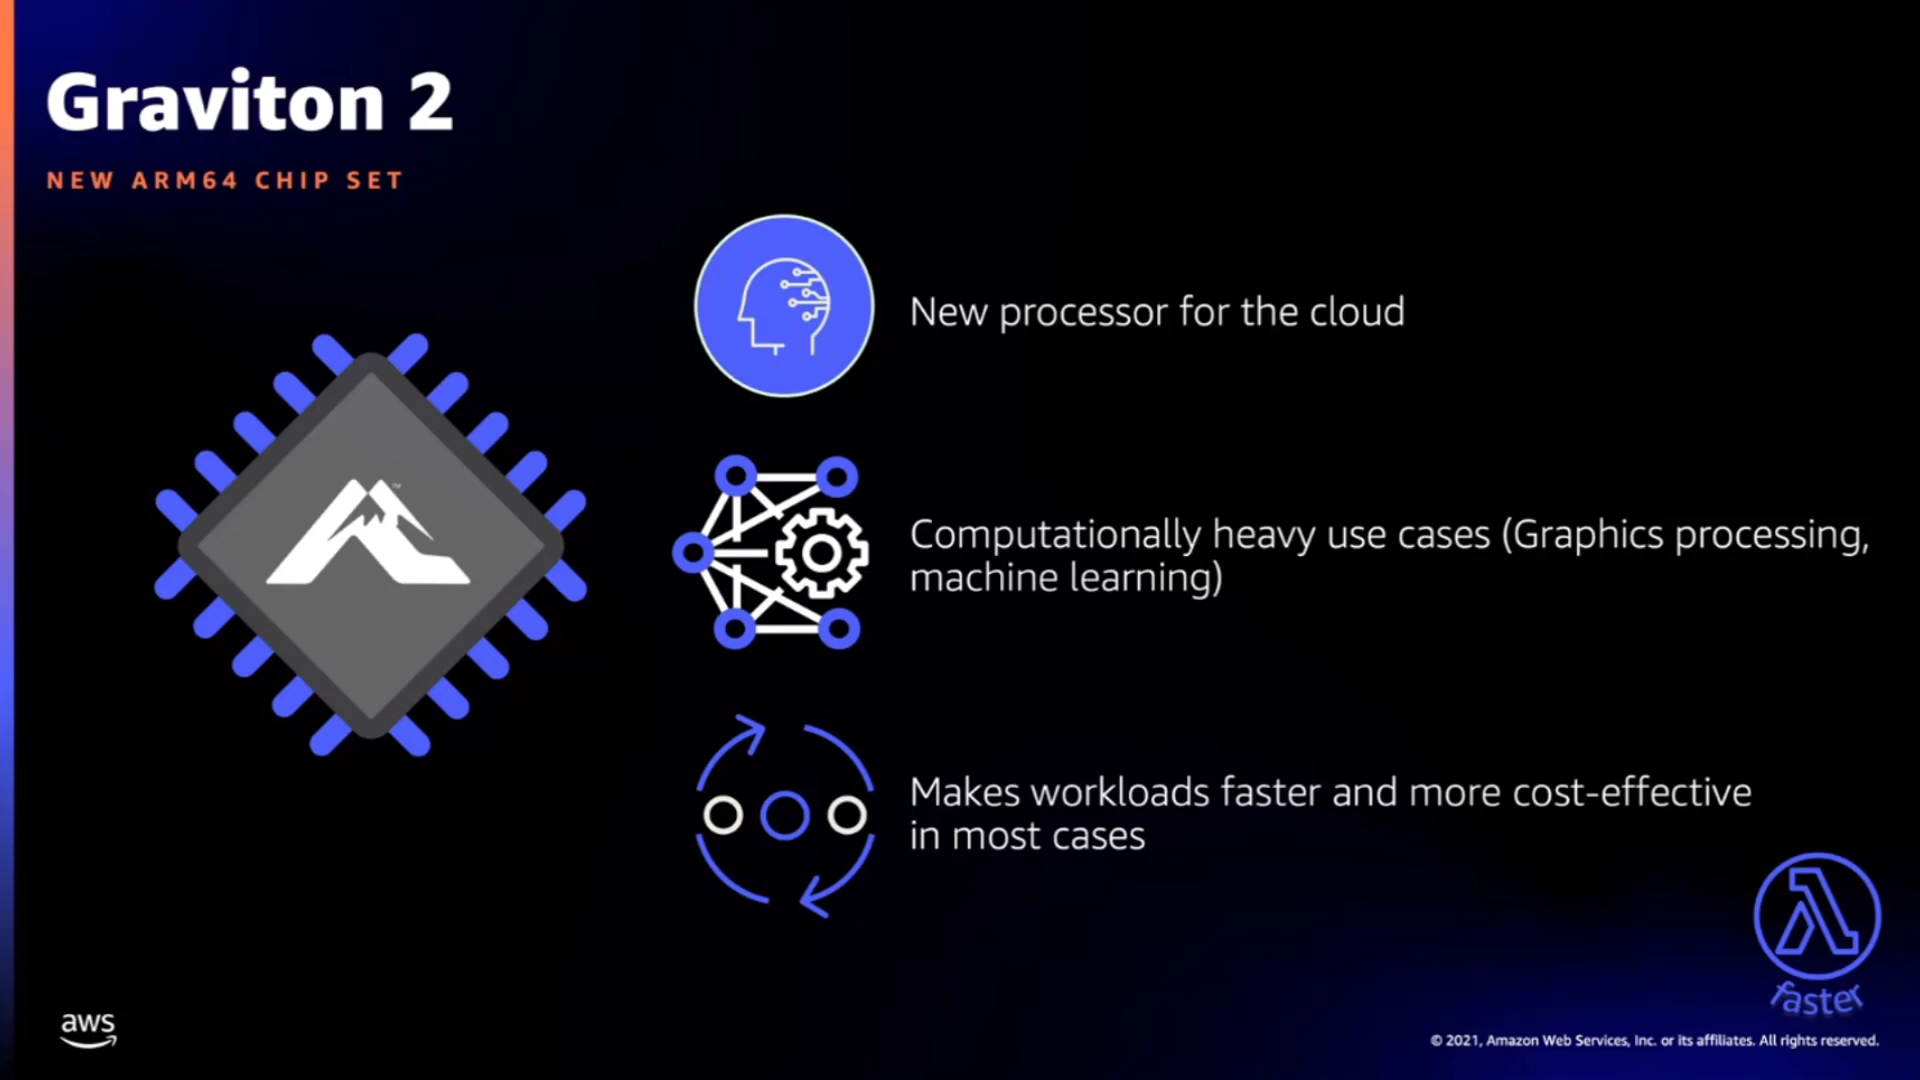 Graviton 2
NEW ARM64 CHIP SET
New processor for the cloud
Computationally heavy use cases (Graphics processing,
machine learning)
Makes workloads faster and more cost-effective
in most cases
faster
aws
© 2021, Amazon Web Services, Inc. or its affiliates. All rights reserved.